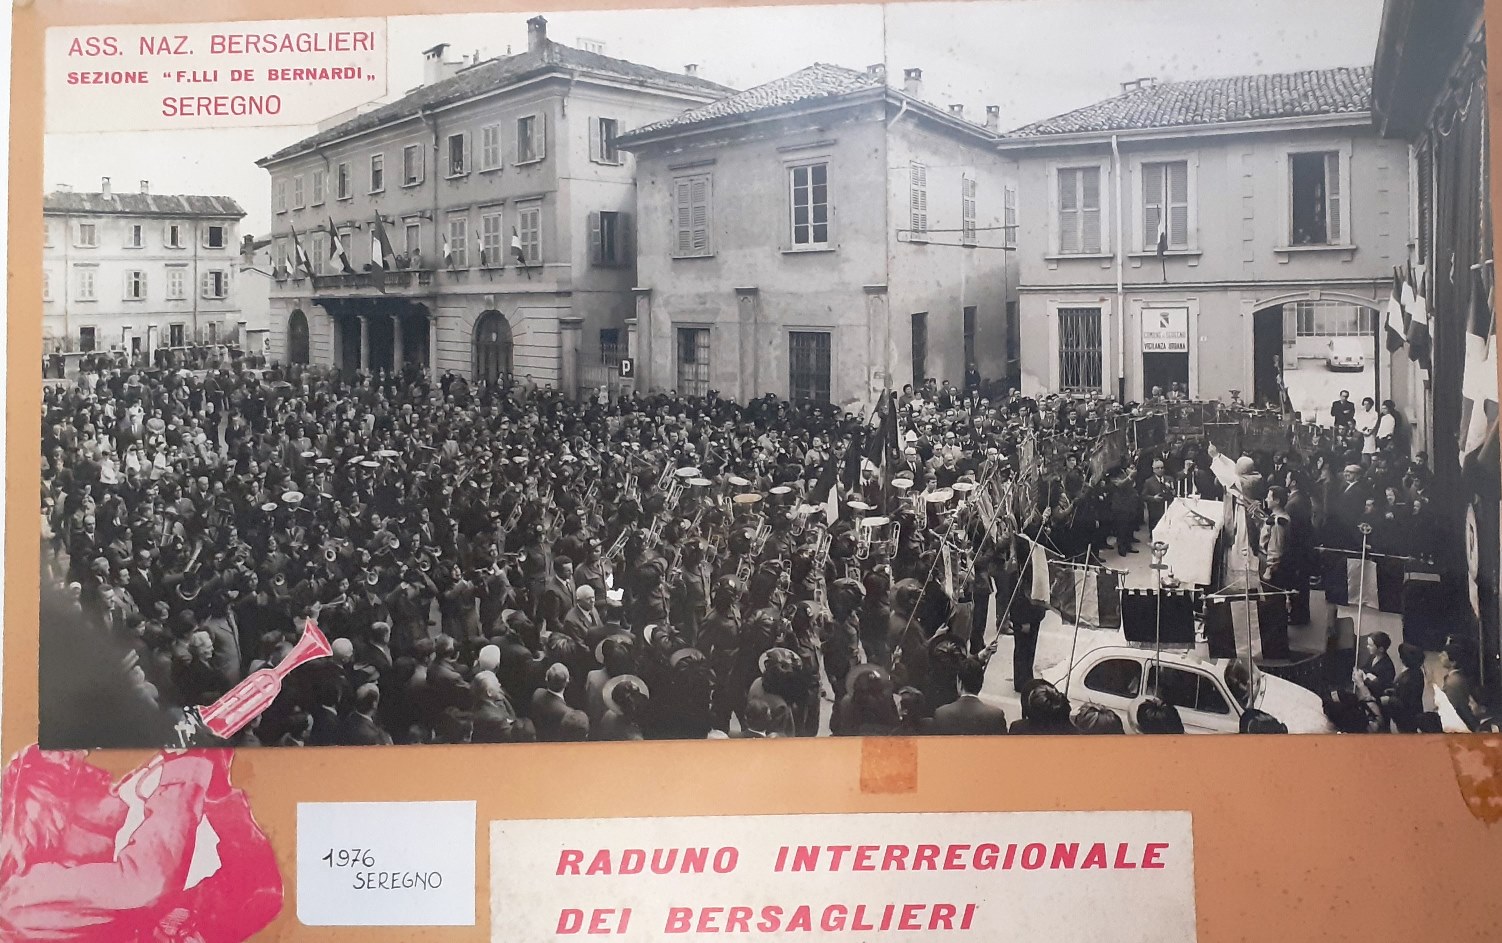 ASS. NAZ. BERSAGLIERI
SEZIONE "F.LLI DE BERNARDI„
SEREGNO
P
COMUNE DI SEREGNO
VIGILANZA URBANA
1976
SEREGNO
RADUNO INTERREGIONALE
DEI BERSAGLIERI